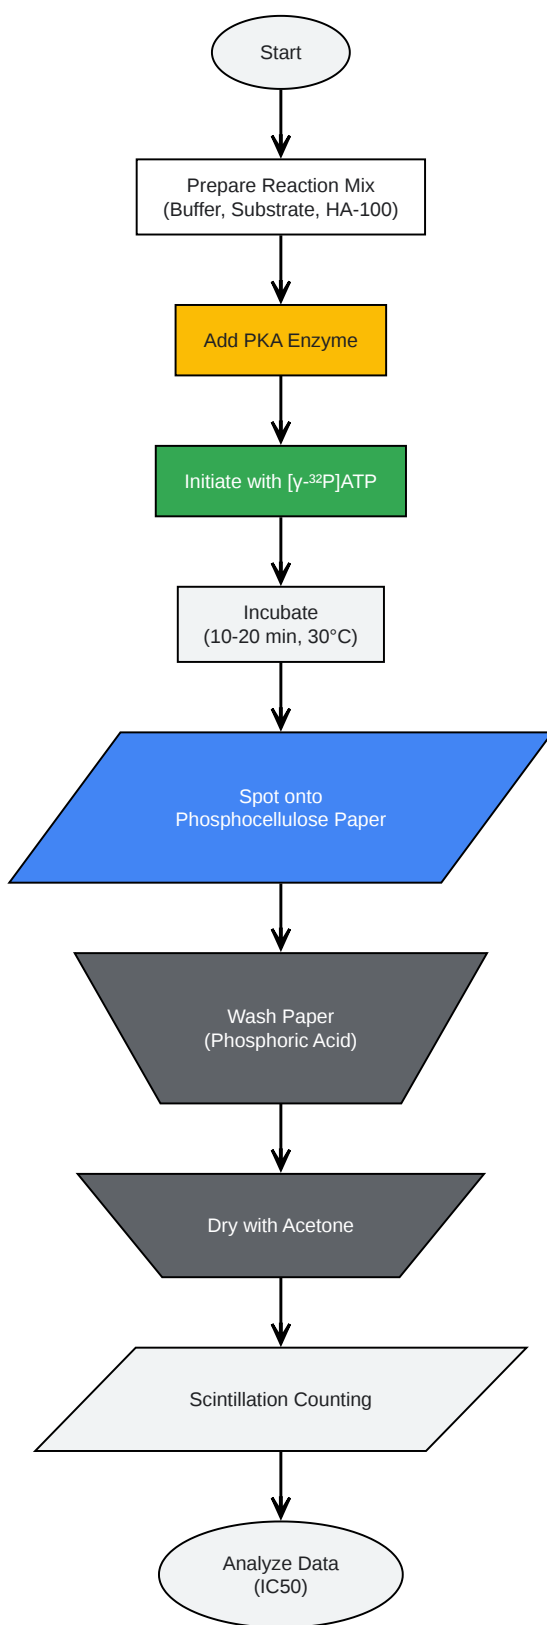 Start
Prepare Reaction Mix
(Buffer, Substrate, HA-100)
Add PKA Enzyme
Initiate with [γ-³²P]ATP
Incubate
(10-20 min, 30°C)
Spot onto
Phosphocellulose Paper
Wash Paper
(Phosphoric Acid)
Dry with Acetone
Scintillation Counting
Analyze Data
(IC50)